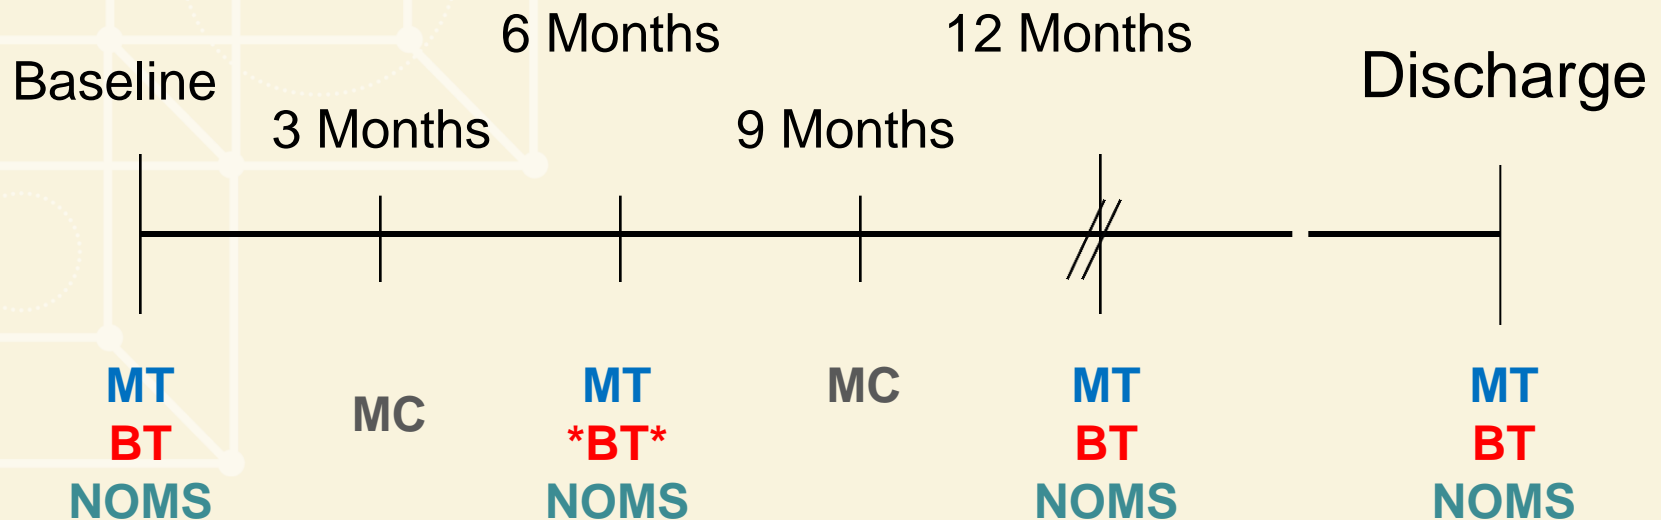 6 Months
12 Months
Baseline
Discharge
3 Months
9 Months
MT
BT
NOMS
MC
MT
*BT*
NOMS
MC
MT
BT
NOMS
MT
BT
NOMS